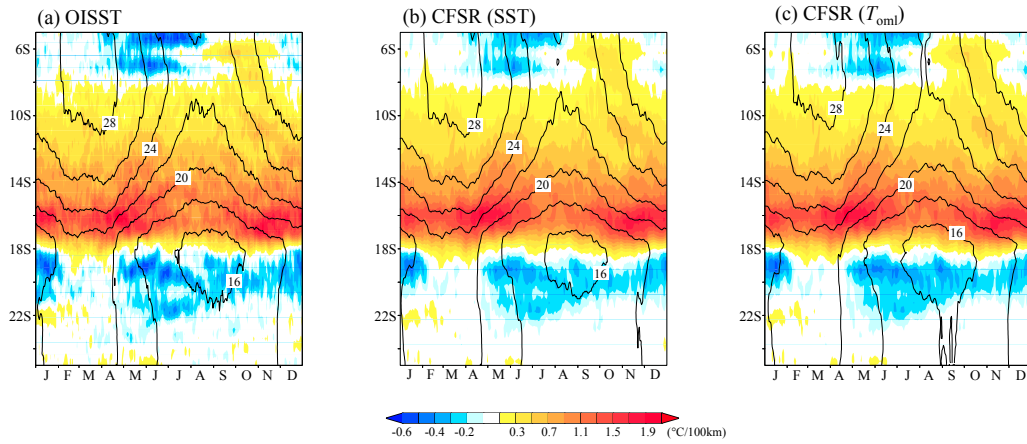 (a) OISST (b) CFSR (SST) (c) CFSR (Toml)
6S 6S 6S
10S 10S 10S
14S 14S 14S
18S 18S 18S
22S 22S 22S
28 28 28
24 24 24
20 20 20
16 16 16
J F M A M J J A S O N D J F M A M J J A S O N D J F M A M J J A S O N D
-0.6 -0.4 -0.2 0.3 0.7 1.1 1.5 1.9 (°C/100km)